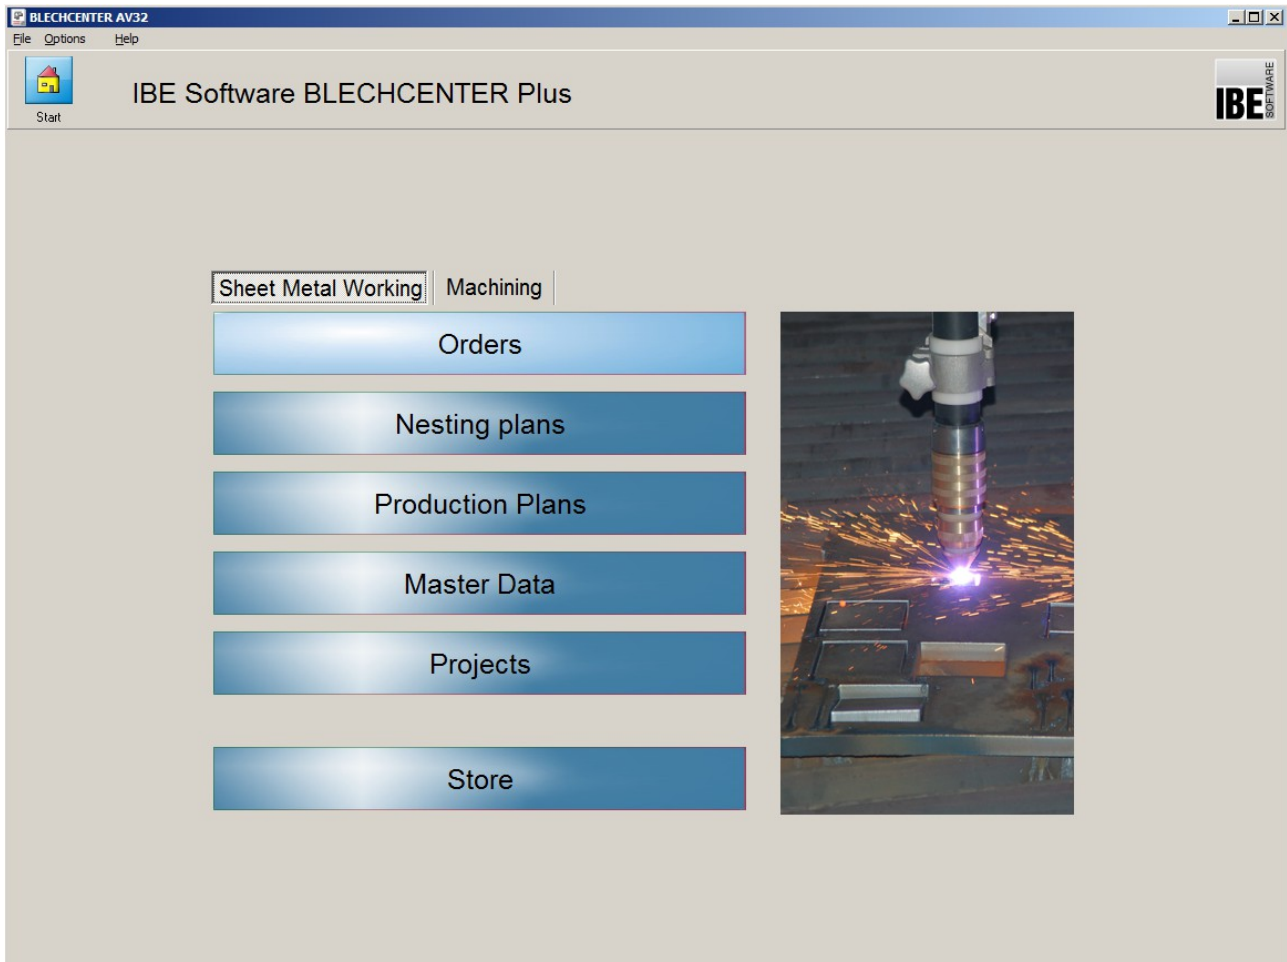 BLECHCENTER AV32
File Options Help
Start
IBE Software BLECHCENTER Plus
IBE SOFTWARE
Sheet Metal Working Machining
Orders
Nesting plans
Production Plans
Master Data
Projects
Store